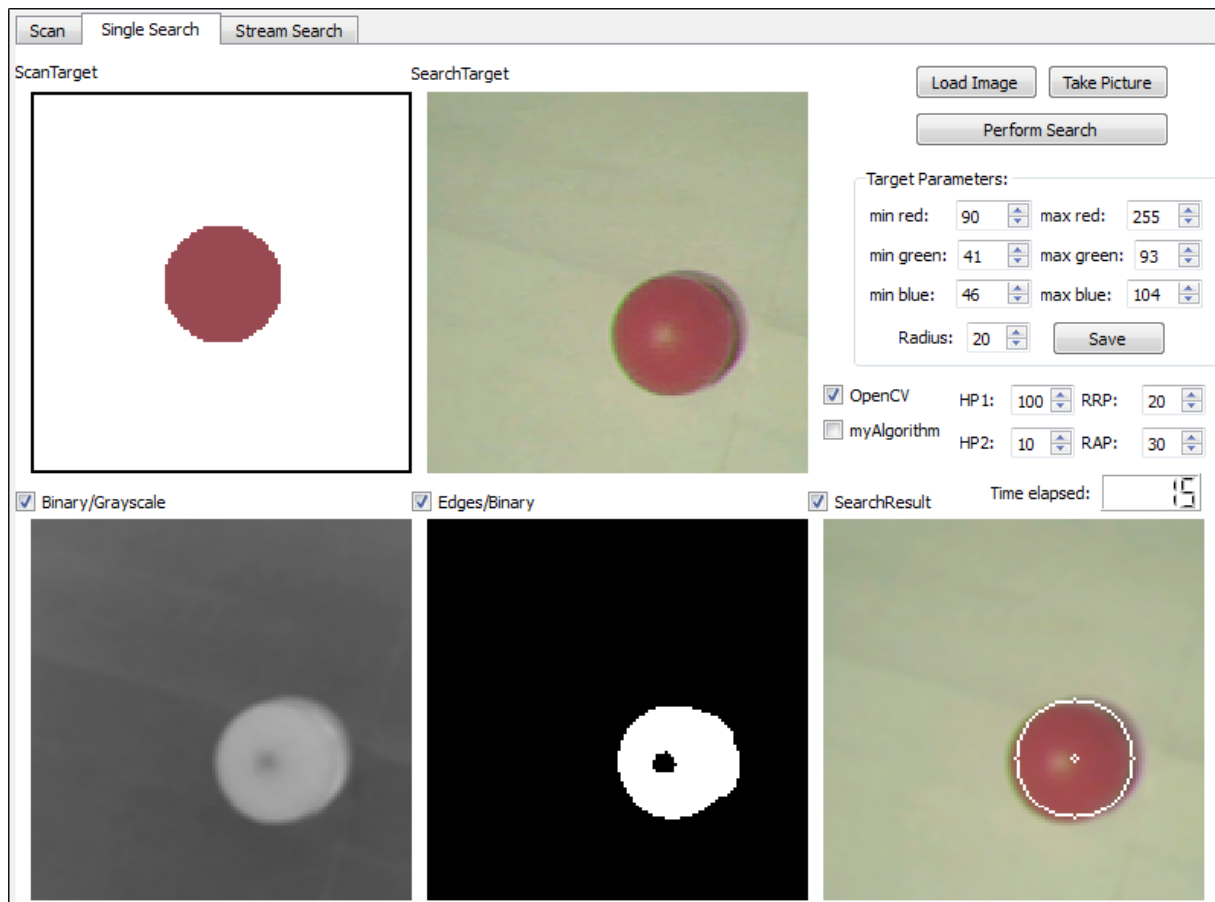 Scan Single Search Stream Search
ScanTarget SearchTarget
Load Image Take Picture
Perform Search
Target Parameters:
min red: 90 max red: 255
min green: 41 max green: 93
min blue: 46 max blue: 104
Radius: 20 Save
OpenCV HP1: 100 RRP: 20
myAlgorithm HP2: 10 RAP: 30
Binary/Grayscale Edges/Binary SearchResult Time elapsed: 15